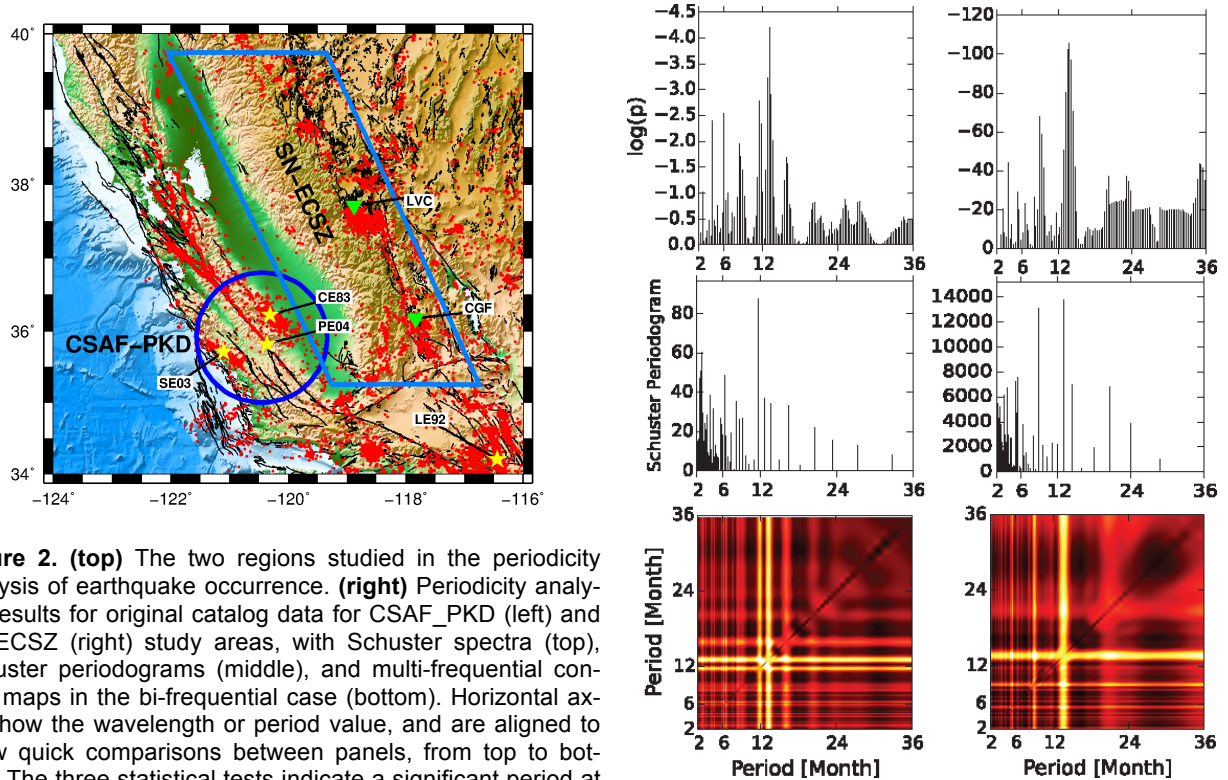 40°
38°
36°
34°
−124
−122
−120
−118
−116
SN−ECSZ
LVC
CE83
PE04
CGF
CSAF−PKD
SE03
LE92
ure 2. (top) The two regions studied in the periodicity
ysis of earthquake occurrence. (right) Periodicity analy-
esults for original catalog data for CSAF_PKD (left) and
ECSZ (right) study areas, with Schuster spectra (top),
uster periodograms (middle), and multi-frequential con-
maps in the bi-frequential case (bottom). Horizontal ax-
how the wavelength or period value, and are aligned to
w quick comparisons between panels, from top to bot-
The three statistical tests indicate a significant period at
log(p)
−4.5
−4.0
−3.5
−3.0
−2.5
−2.0
−1.5
−1.0
−0.5
0.0
2 6 12 24 36
−120
−100
−80
−60
−40
−20
0
2 6 12 24 36
Schuster Periodogram
80
60
40
20
0
2 6 12 24 36
14000
12000
10000
8000
6000
4000
2000
0
2 6 12 24 36
Period [Month]
36
24
12
6
2
2 6 12 24 36
Period [Month]
36
24
12
6
2
2 6 12 24 36
Period [Month]